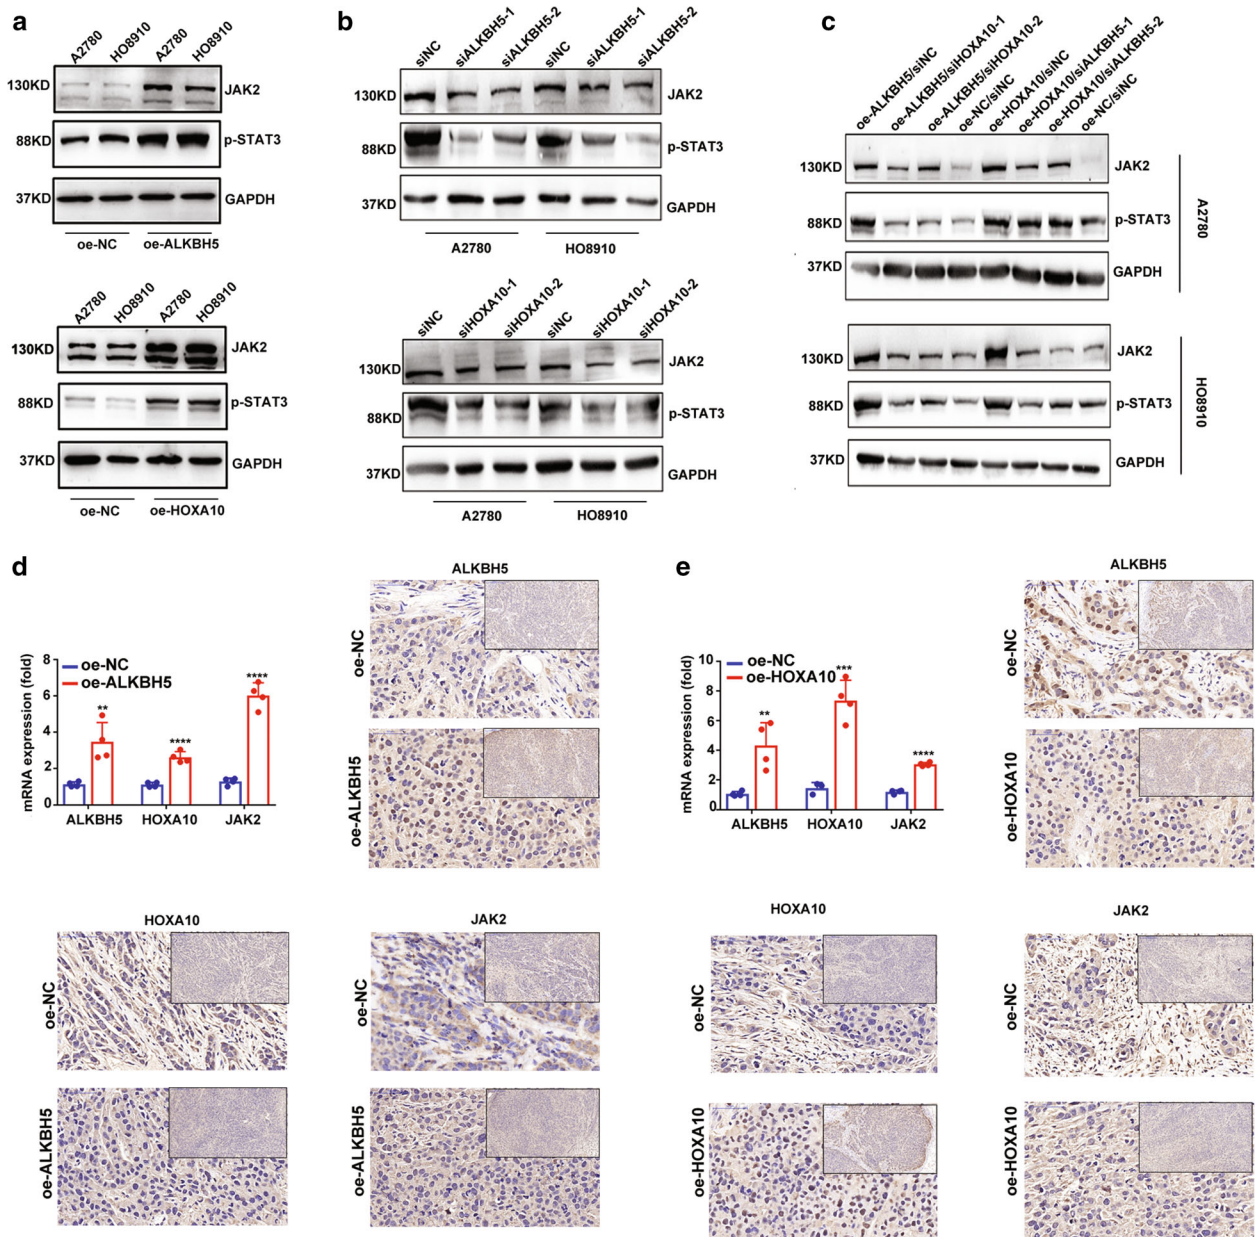 a
A2780
HO8910
A2780
HO8910
130KD
JAK2
88KD
p-STAT3
37KD
GAPDH
oe-NC
oe-ALKBH5
A2780
HO8910
A2780
HO8910
130KD
JAK2
88KD
p-STAT3
37KD
GAPDH
oe-NC
oe-HOXA10
b
siNC
siALKBH5-1
siALKBH5-2
siNC
siALKBH5-1
siALKBH5-2
130KD
JAK2
88KD
p-STAT3
37KD
GAPDH
A2780
HO8910
siNC
siHOXA10-1
siHOXA10-2
siNC
siHOXA10-1
siHOXA10-2
130KD
JAK2
88KD
p-STAT3
37KD
GAPDH
A2780
HO8910
c
oe-ALKBH5/siNC
oe-ALKBH5/siHOXA10-1
oe-ALKBH5/siHOXA10-2
oe-NC/siNC
oe-HOXA10/siNC
oe-HOXA10/siALKBH5-1
oe-HOXA10/siALKBH5-2
oe-NC/siNC
130KD
JAK2
88KD
p-STAT3
37KD
GAPDH
A2780
130KD
JAK2
88KD
p-STAT3
37KD
GAPDH
HO8910
d
mRNA expression (fold)
8
6
4
2
0
oe-NC
oe-ALKBH5
**
****
****
ALKBH5
HOXA10
JAK2
ALKBH5
oe-NC
oe-ALKBH5
HOXA10
oe-NC
oe-ALKBH5
JAK2
oe-NC
oe-ALKBH5
e
mRNA expression (fold)
10
8
6
4
2
0
oe-NC
oe-HOXA10
**
***
****
ALKBH5
HOXA10
JAK2
ALKBH5
oe-NC
oe-HOXA10
HOXA10
oe-NC
oe-HOXA10
JAK2
oe-NC
oe-HOXA10